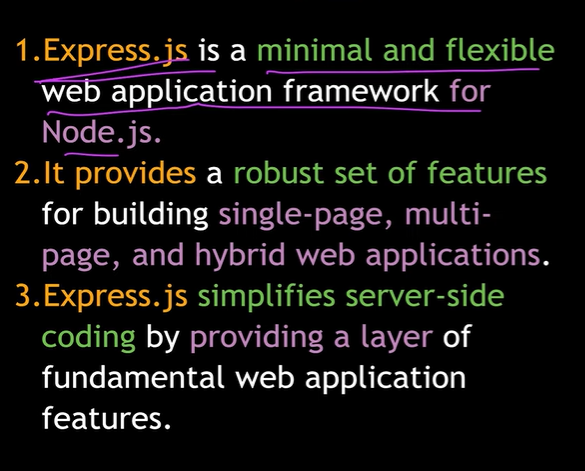 1.Express.js is a minimal and flexible
web application framework for
Node.js.
2.It provides a robust set of features
for building single-page, multi-
page, and hybrid web applications.
3.Express.js simplifies server-side
coding by providing a layer of
fundamental web application
features.